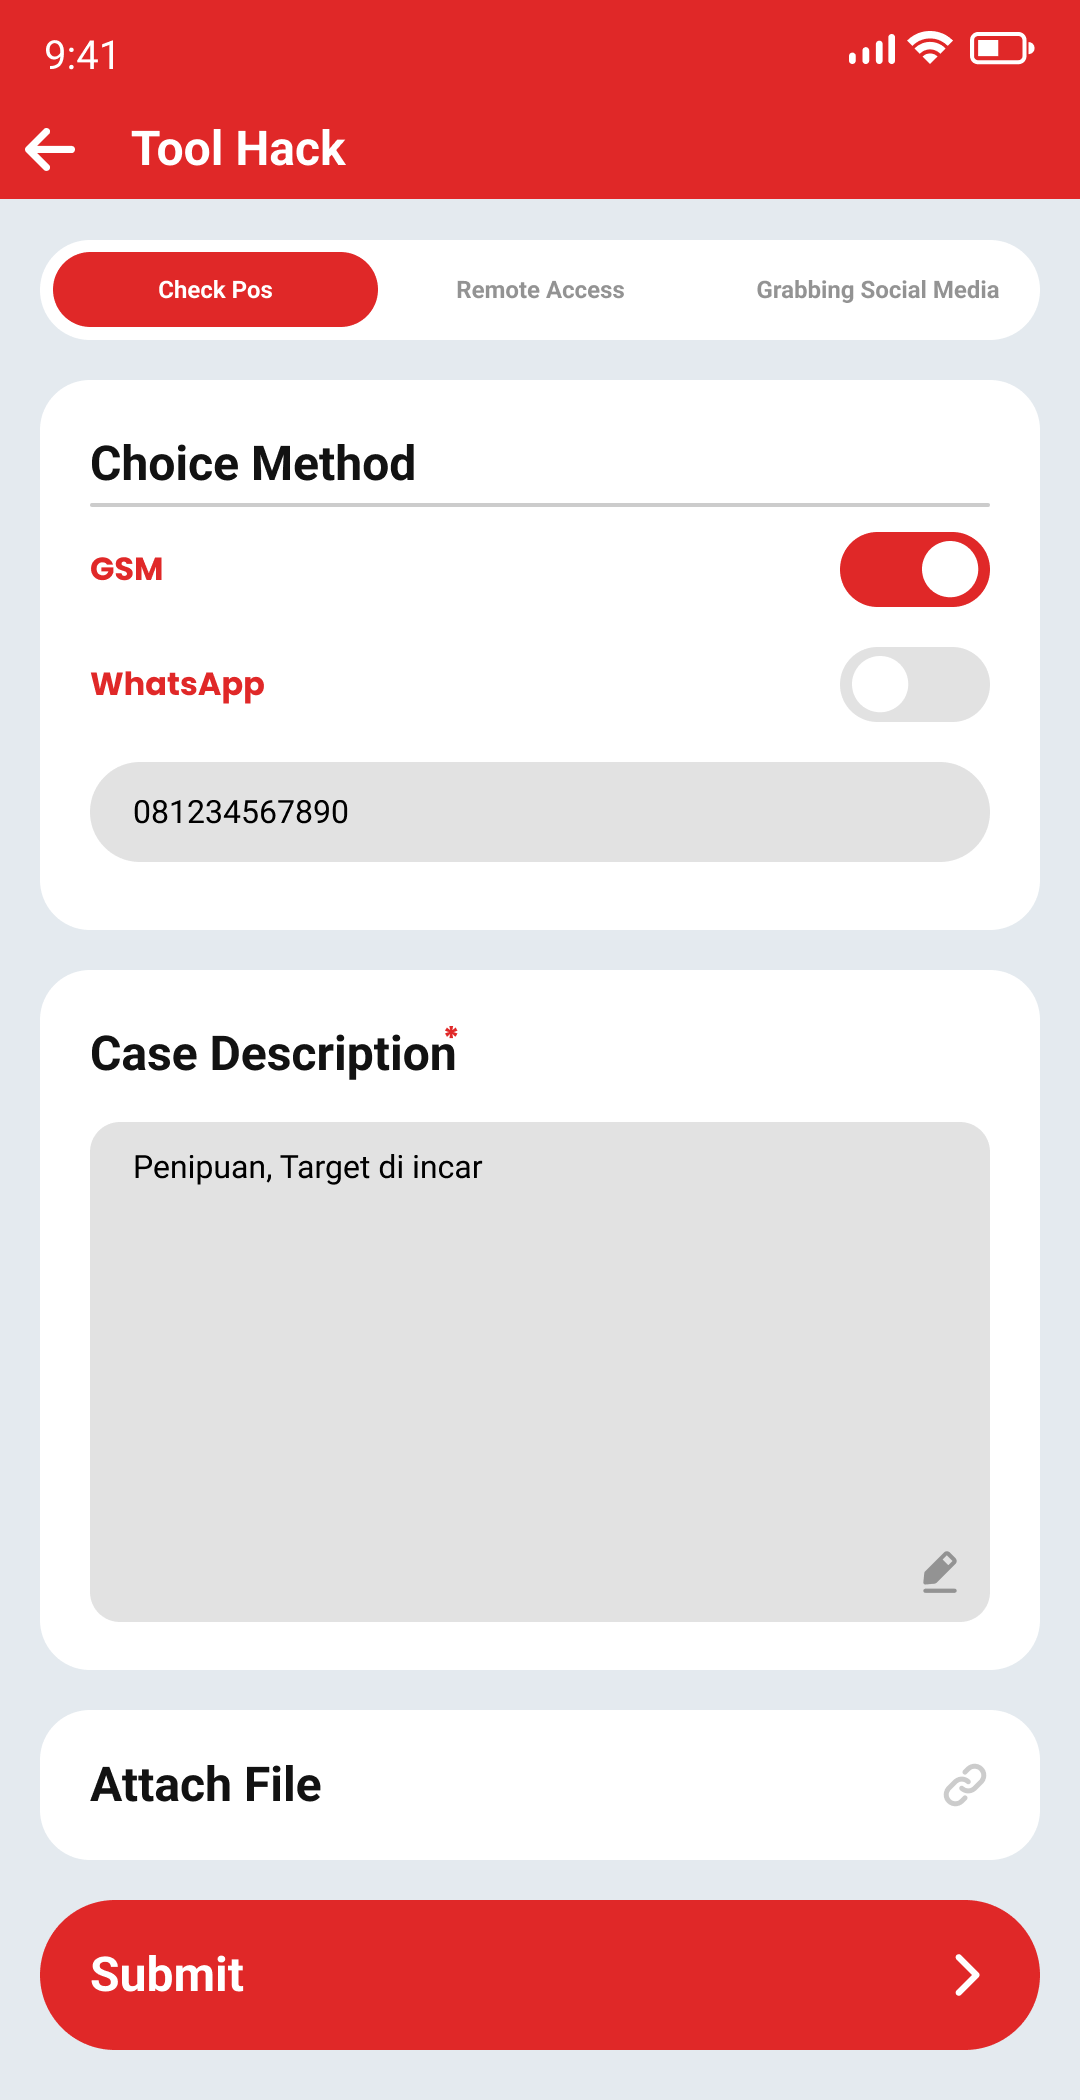 9:41
Tool Hack
Check Pos
Remote Access
Grabbing Social Media
Choice Method
GSM
WhatsApp
081234567890
Case Description*
Penipuan, Target di incar
Attach File
Submit